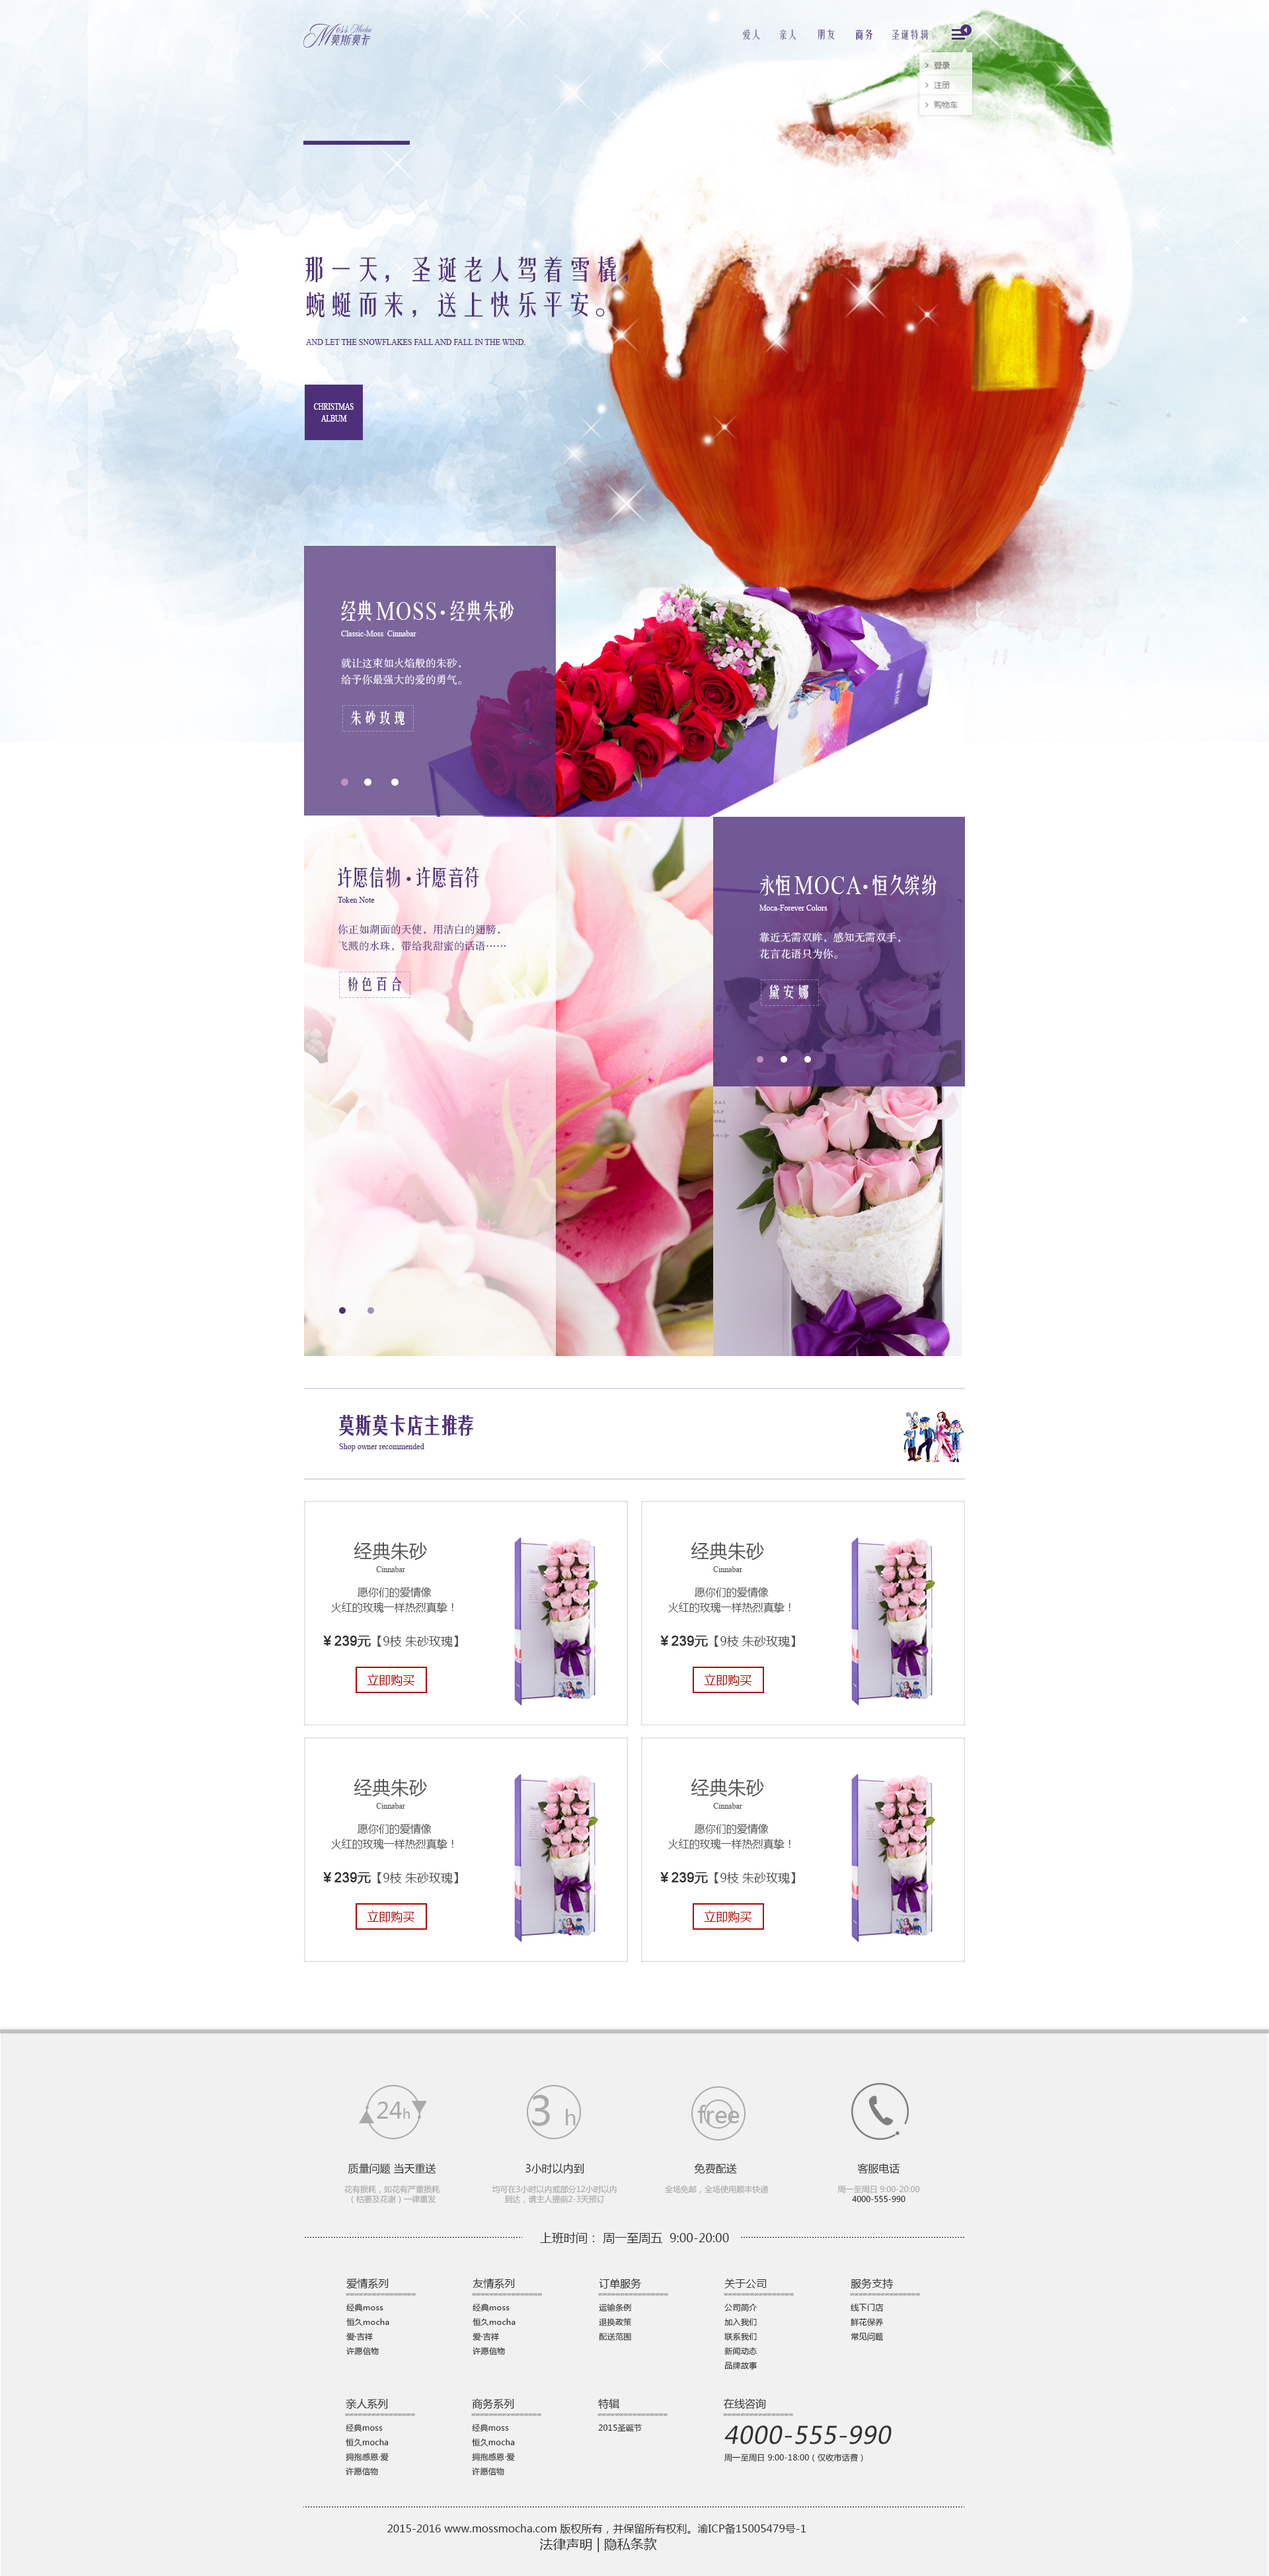 Moss Mocha
莫斯莫卡
爱人 亲人 朋友 商务 圣诞特辑
登录
注册
购物车
那一天，圣诞老人驾着雪橇，
蜿蜒而来，送上快乐平安。
AND LET THE SNOWFLAKES FALL AND FALL IN THE WIND.
CHRISTMAS
ALBUM
经典MOSS·经典朱砂
Classic-Moss Cinnabar
就让这束如火焰般的朱砂，
给予你最强大的爱的勇气。
朱砂玫瑰
许愿信物·许愿音符
Token Note
你正如湖面的天使，用洁白的翅膀，
飞溅的水珠，带给我甜蜜的话语……
粉色百合
永恒MOCA·恒久缤纷
Moca-Forever Colors
靠近无需双眸，感知无需双手，
花言花语只为你。
黛安娜
莫斯莫卡店主推荐
Shop owner recommended
经典朱砂
Cinnabar
愿你们的爱情像
火红的玫瑰一样热烈真挚！
¥239元【9枝 朱砂玫瑰】
立即购买
经典朱砂
Cinnabar
愿你们的爱情像
火红的玫瑰一样热烈真挚！
¥239元【9枝 朱砂玫瑰】
立即购买
经典朱砂
Cinnabar
愿你们的爱情像
火红的玫瑰一样热烈真挚！
¥239元【9枝 朱砂玫瑰】
立即购买
经典朱砂
Cinnabar
愿你们的爱情像
火红的玫瑰一样热烈真挚！
¥239元【9枝 朱砂玫瑰】
立即购买
24h
3 h
free
质量问题 当天重送
花有损耗，如花有严重损耗
（枯萎及花谢）一律重发
3小时以内到
均可在3小时以内或部分12小时以内
到达，请主人提前2-3天预订
免费配送
全场免邮，全场使用顺丰快递
客服电话
周一至周日 9:00-20:00
4000-555-990
上班时间： 周一至周五 9:00-20:00
爱情系列
经典moss
恒久mocha
爱·吉祥
许愿信物
友情系列
经典moss
恒久mocha
爱·吉祥
许愿信物
订单服务
运输条例
退换政策
配送范围
关于公司
公司简介
加入我们
联系我们
新闻动态
品牌故事
服务支持
线下门店
鲜花保养
常见问题
亲人系列
经典moss
恒久mocha
拥抱感恩·爱
许愿信物
商务系列
经典moss
恒久mocha
拥抱感恩·爱
许愿信物
特辑
2015圣诞节
在线咨询
4000-555-990
周一至周日 9:00-18:00（仅收市话费）
2015-2016 www.mossmocha.com 版权所有，并保留所有权利。渝ICP备15005479号-1
法律声明 | 隐私条款